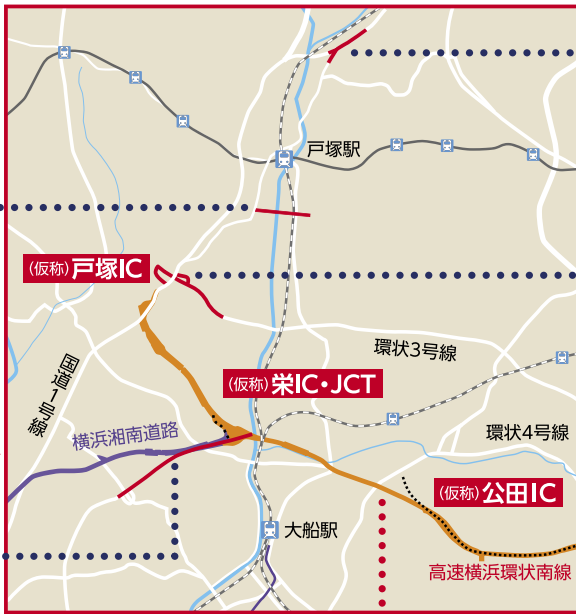 戸塚駅
(仮称)戸塚IC
環状3号線
国道1号線
(仮称)栄IC・JCT
横浜湘南道路
環状4号線
(仮称)公田IC
大船駅
高速横浜環状南線